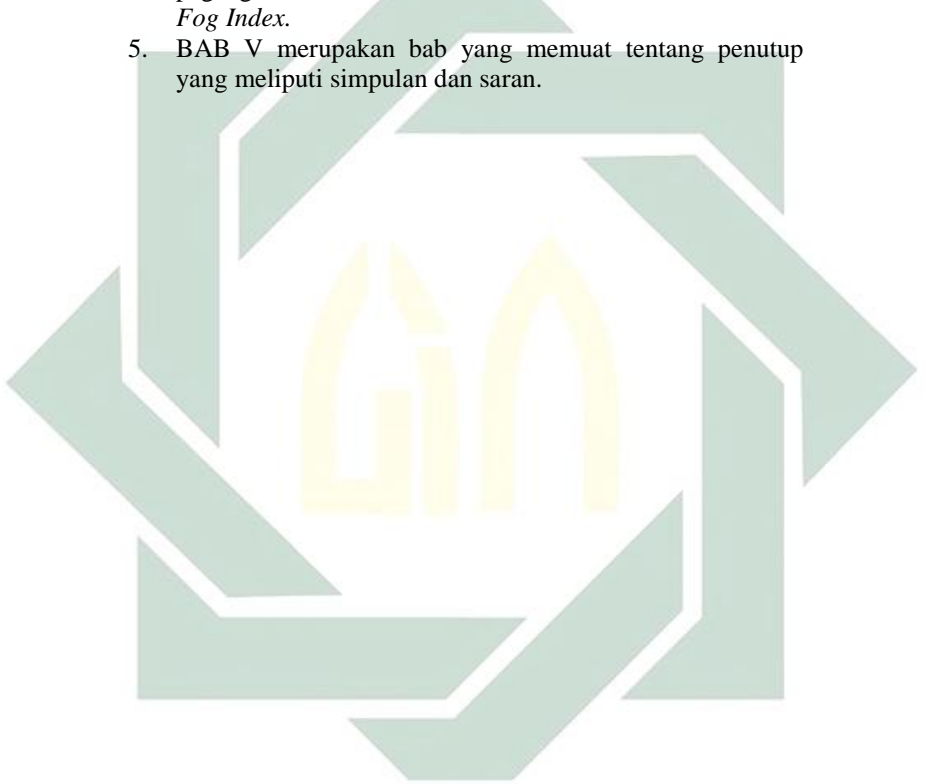 Fog Index.
5. BAB V merupakan bab yang memuat tentang penutup
yang meliputi simpulan dan saran.